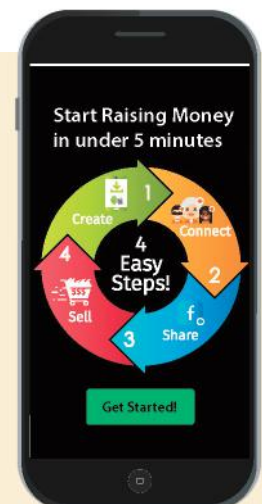 Start Raising Money
in under 5 minutes
Create
1
Connect
2
Share
f
3
Sell
$$$
4
4
Easy
Steps!
Get Started!